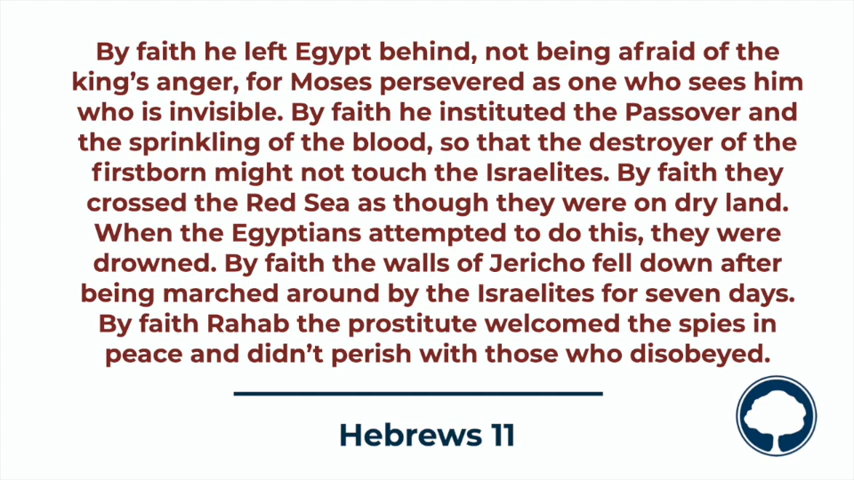 By faith he left Egypt behind, not being afraid of the
king's anger, for Moses persevered as one who sees him
who is invisible. By faith he instituted the Passover and
the sprinkling of the blood, so that the destroyer of the
firstborn might not touch the Israelites. By faith they
crossed the Red Sea as though they were on dry land.
When the Egyptians attempted to do this, they were
drowned. By faith the walls of Jericho fell down after
being marched around by the Israelites for seven days.
By faith Rahab the prostitute welcomed the spies in
peace and didn't perish with those who disobeyed.
Hebrews 11